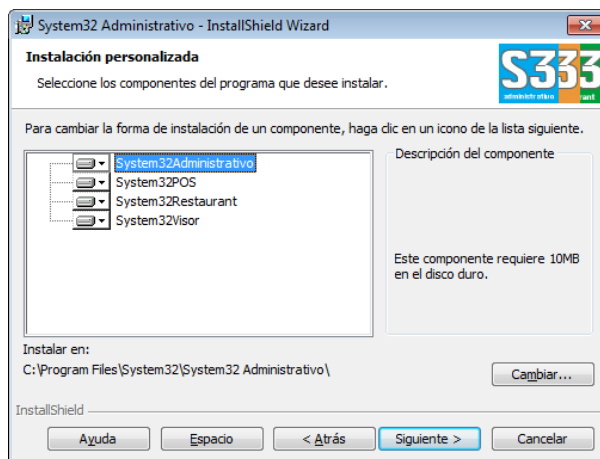 System32 Administrativo - InstallShield Wizard
Instalación personalizada
Seleccione los componentes del programa que desee instalar.
S333
administrativo
rant
Para cambiar la forma de instalación de un componente, haga clic en un icono de la lista siguiente.
System32Administrativo
System32POS
System32Restaurant
System32Visor
Descripción del componente
Este componente requiere 10MB
en el disco duro.
Instalar en:
C:\Program Files\System32\System32 Administrativo\
Cambiar...
InstallShield
Ayuda
Espacio
< Atrás
Siguiente >
Cancelar